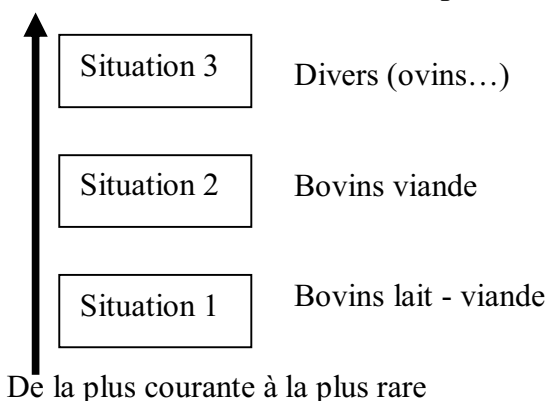 Situation 3 Divers (ovins…)
Situation 2 Bovins viande
Situation 1 Bovins lait - viande
De la plus courante à la plus rare